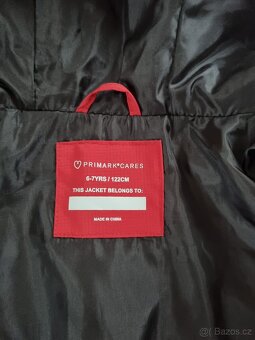 PRIMARK®CARES
6-7YRS / 122CM
THIS JACKET BELONGS TO:
MADE IN CHINA
Bazos.cz